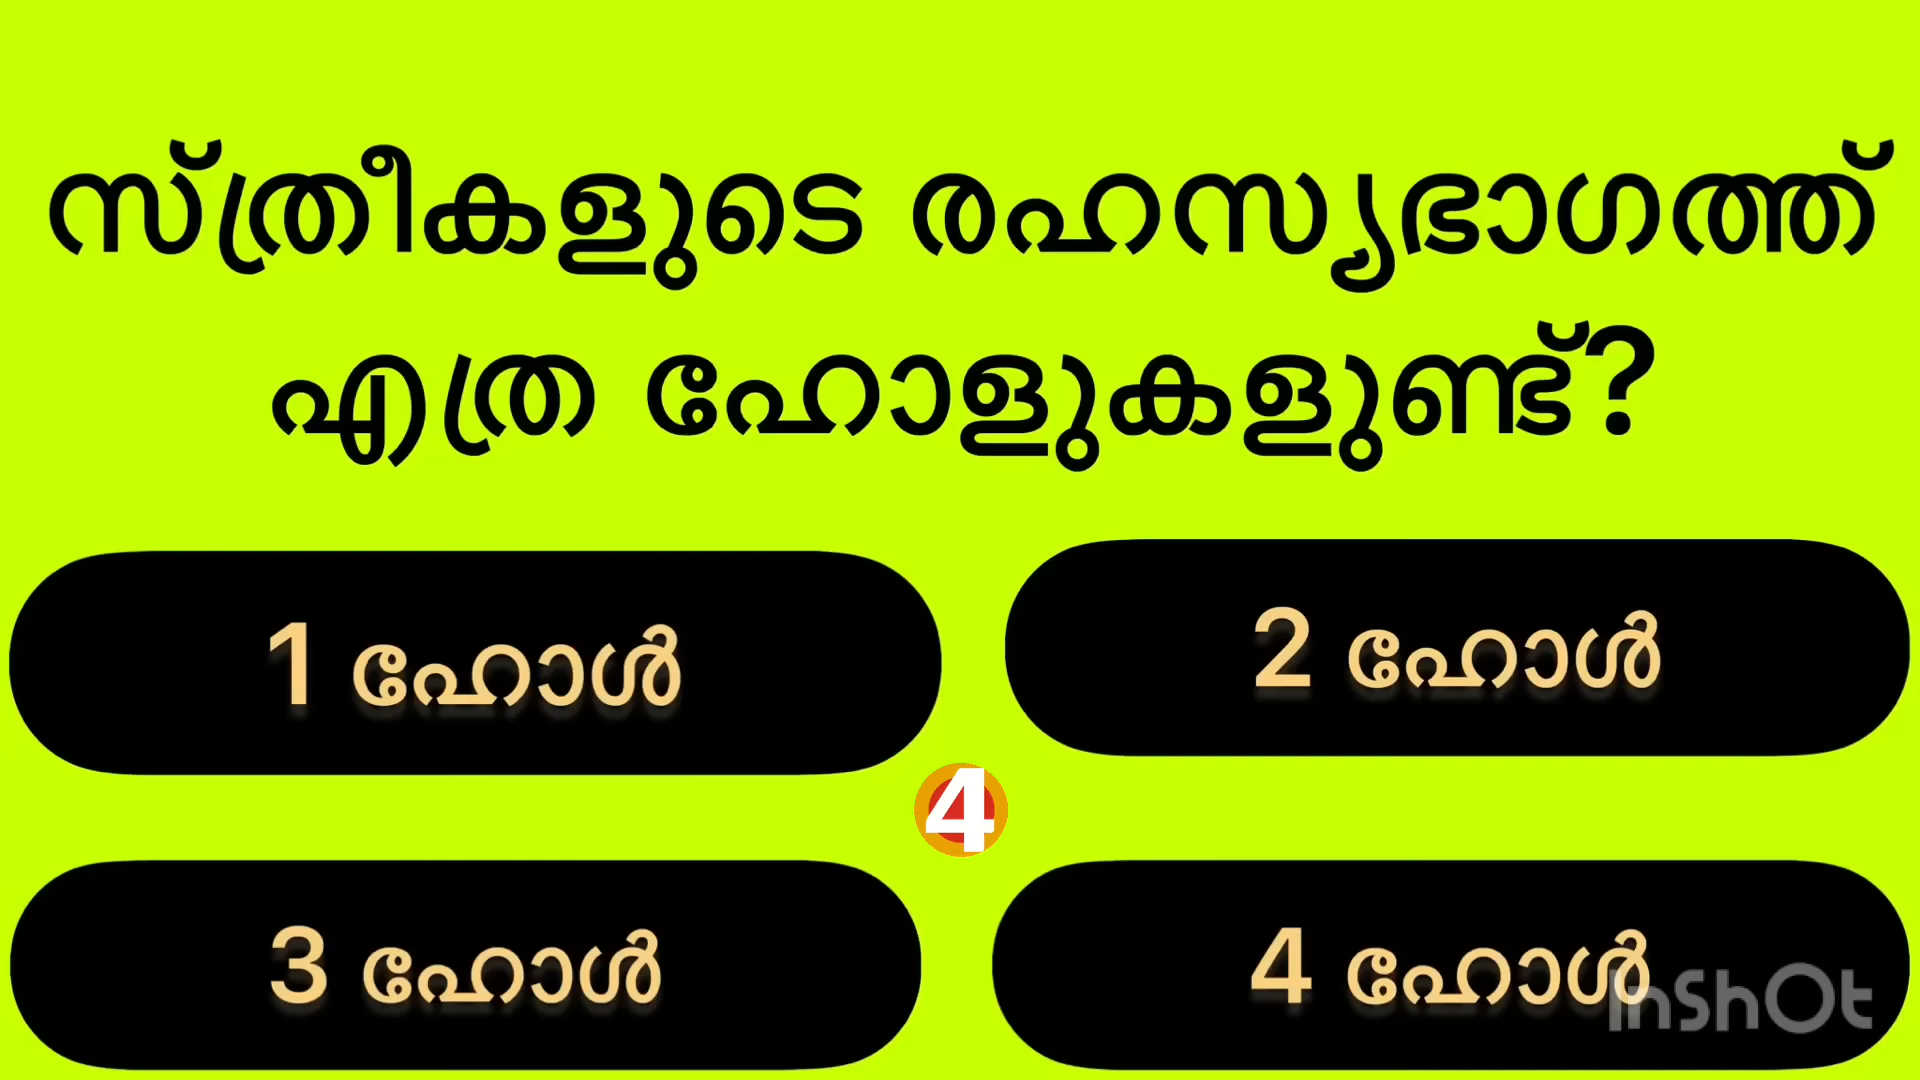 സ്ത്രീകളുടെ രഹസ്യഭാഗത്ത്
എത്ര ഹോളുകളുണ്ട്?
1 ഹോൾ
2 ഹോൾ
4
3 ഹോൾ
4 ഹോൾ
InShOt